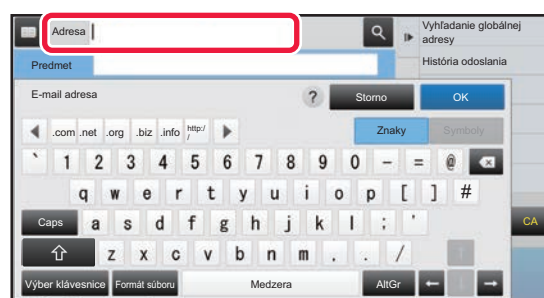 Adresa
Vyhľadanie globálnej
adresy
Predmet
História odoslania
E-mail adresa
?
Storno
OK
.com .net .org .biz .info http:/
/
Znaky
Symboly
` 1 2 3 4 5 6 7 8 9 0 - = @
q w e r t y u i o p [ ] #
Caps a s d f g h j k l ; '
CA
z x c v b n m , . /
Výber klávesnice Formát súboru Medzera AltGr